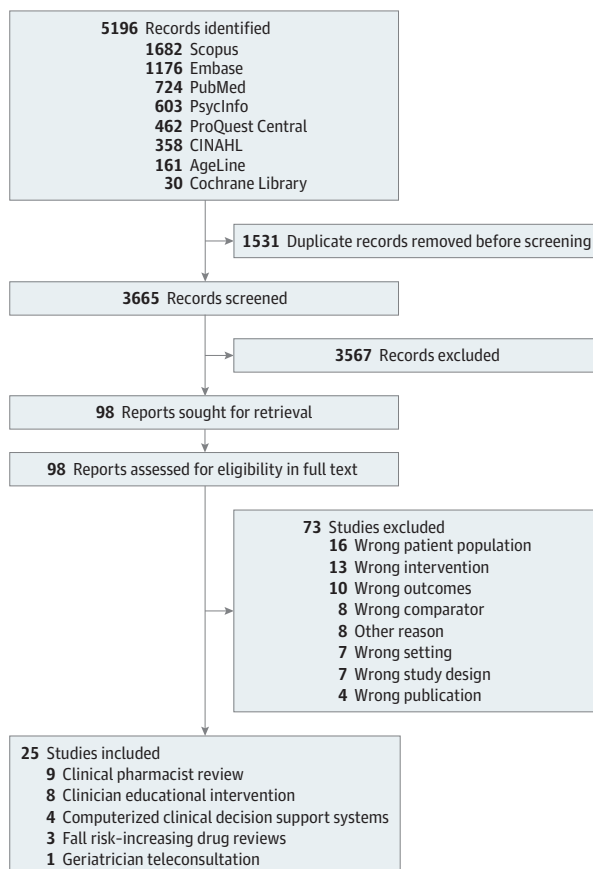 5196 Records identified
1682 Scopus
1176 Embase
724 PubMed
603 PsycInfo
462 ProQuest Central
358 CINAHL
161 AgeLine
30 Cochrane Library
1531 Duplicate records removed before screening
3665 Records screened
3567 Records excluded
98 Reports sought for retrieval
98 Reports assessed for eligibility in full text
73 Studies excluded
16 Wrong patient population
13 Wrong intervention
10 Wrong outcomes
8 Wrong comparator
8 Other reason
7 Wrong setting
7 Wrong study design
4 Wrong publication
25 Studies included
9 Clinical pharmacist review
8 Clinician educational intervention
4 Computerized clinical decision support systems
3 Fall risk-increasing drug reviews
1 Geriatrician teleconsultation